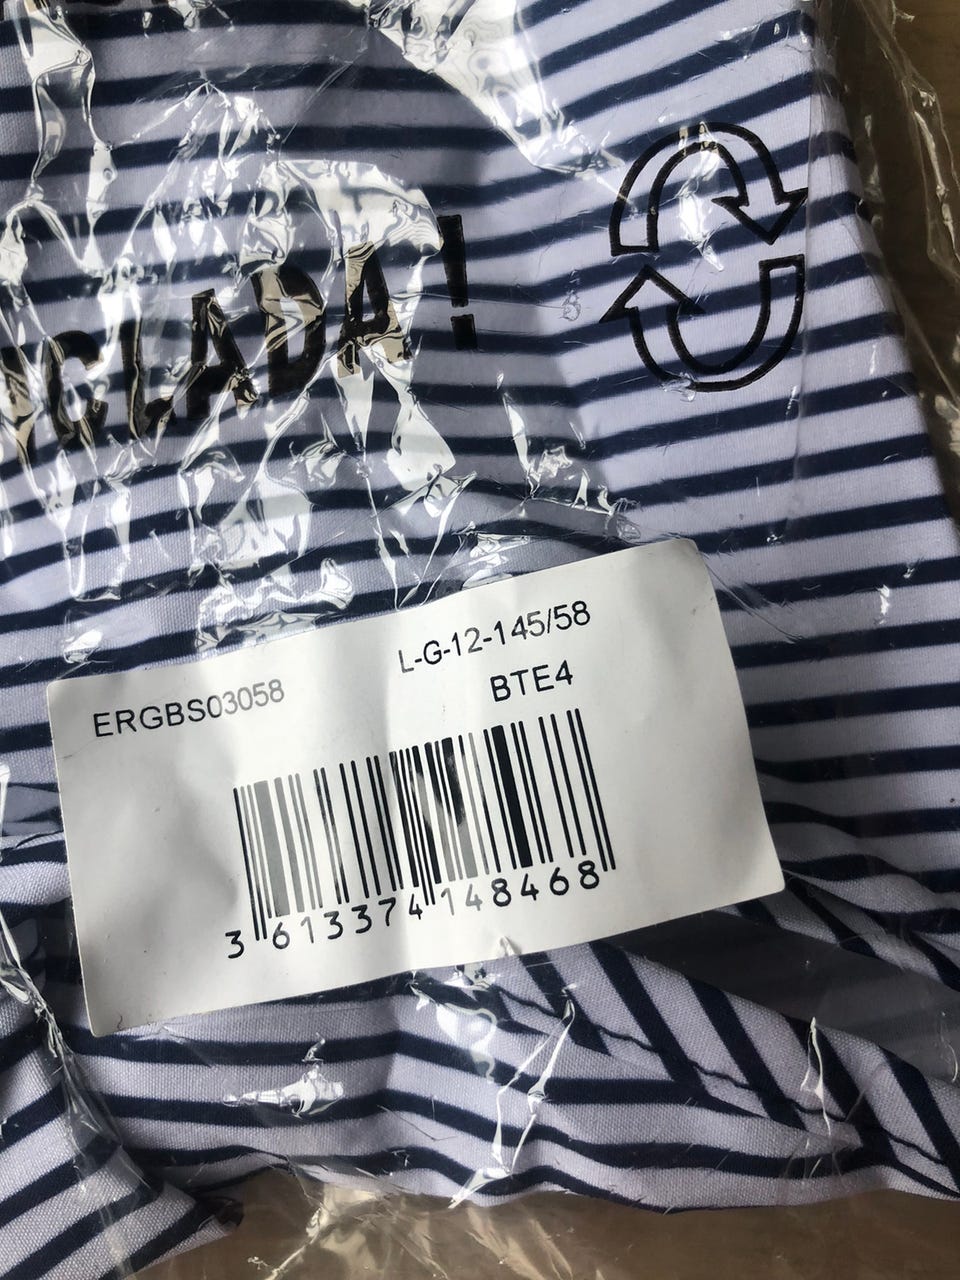 CLADA!
ERGBS03058
L-G-12-145/58
BTE4
3 613374 148468